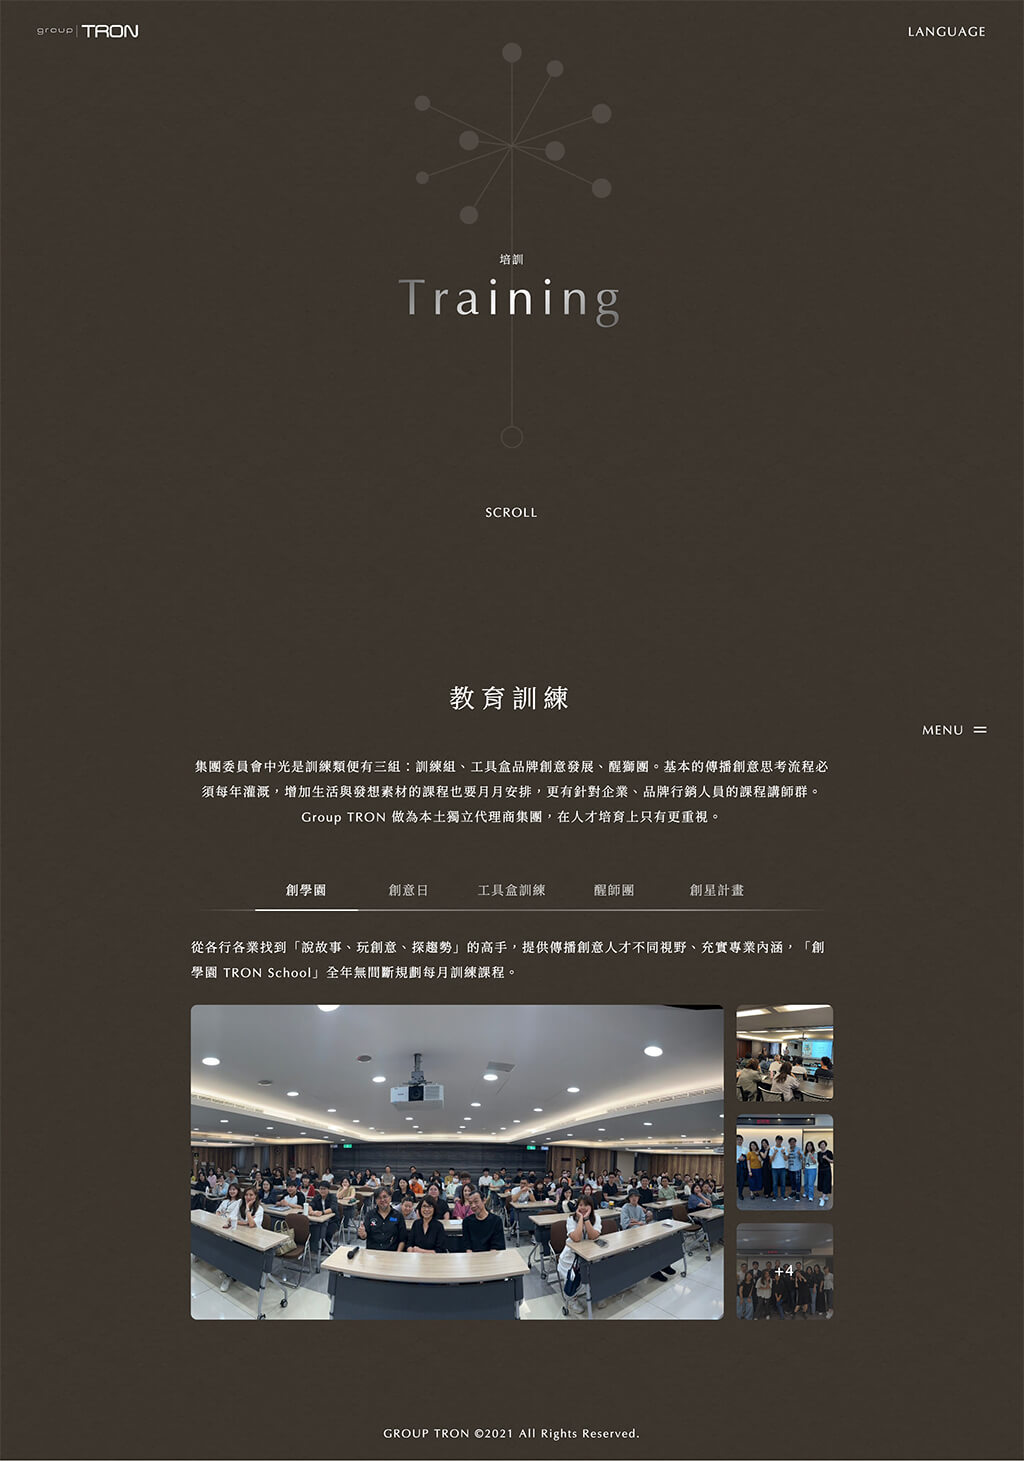 group | TRON
LANGUAGE
培訓
Training
SCROLL
教育訓練
MENU
集團委員會中光是訓練類便有三組：訓練組、工具盒品牌創意發展、醒獅團。基本的傳播創意思考流程必
須每年灌溉，增加生活與發想素材的課程也要月月安排，更有針對企業、品牌行銷人員的課程講師群。
Group TRON 做為本土獨立代理商集團，在人才培育上只有更重視。
創學園 創意日 工具盒訓練 醒師團 創星計畫
從各行各業找到「說故事、玩創意、探趨勢」的高手，提供傳播創意人才不同視野、充實專業內涵，「創
學園 TRON School」全年無間斷規劃每月訓練課程。
+4
GROUP TRON ©2021 All Rights Reserved.